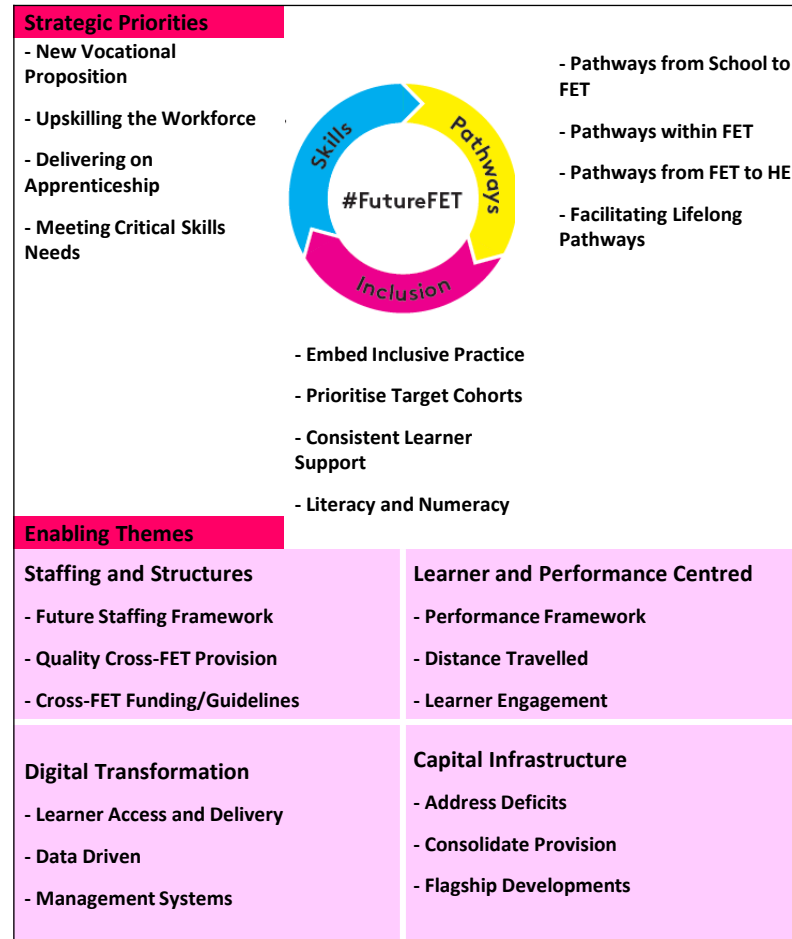 Strategic Priorities
- New Vocational
Proposition
- Upskilling the Workforce
- Delivering on
Apprenticeship
- Meeting Critical Skills
Needs
Skills
Pathways
Inclusion
#FutureFET
- Pathways from School to
FET
- Pathways within FET
- Pathways from FET to HE
- Facilitating Lifelong
Pathways
- Embed Inclusive Practice
- Prioritise Target Cohorts
- Consistent Learner
Support
- Literacy and Numeracy
Enabling Themes
Staffing and Structures
- Future Staffing Framework
- Quality Cross-FET Provision
- Cross-FET Funding/Guidelines
Learner and Performance Centred
- Performance Framework
- Distance Travelled
- Learner Engagement
Digital Transformation
- Learner Access and Delivery
- Data Driven
- Management Systems
Capital Infrastructure
- Address Deficits
- Consolidate Provision
- Flagship Developments